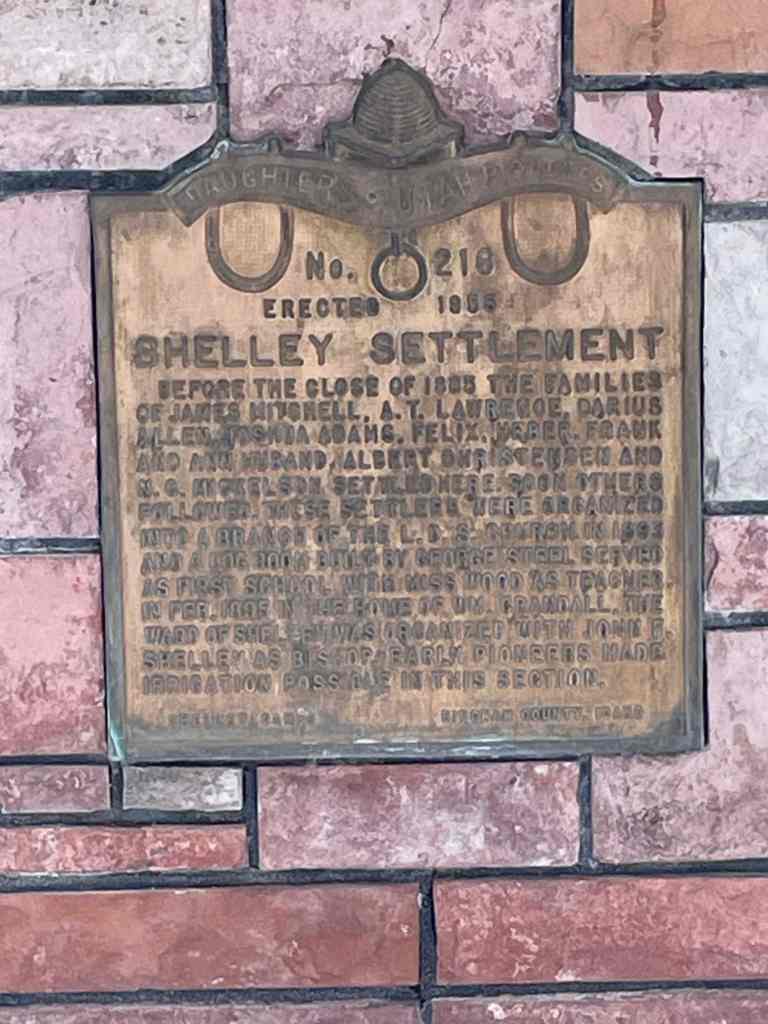 DAUGHTERS UTAH PIONEERS
No. 216
ERECTED 1955
SHELLEY SETTLEMENT
BEFORE THE CLOSE OF 1885 THE FAMILIES
OF JAMES MITCHELL, A.T. LAWRENCE, DARIUS
ALLEN, JOSHUA ADAMS, FELIX, HEBER, FRANK
AND ANN DURAND, ALBERT CHRISTENSEN AND
N. C. MICKELSON SETTLED HERE. SOON OTHERS
FOLLOWED. THESE SETTLERS WERE ORGANIZED
INTO A BRANCH OF THE L. D. S. CHURCH IN 1893
AND A LOG ROOM BUILT BY GEORGE STEEL SERVED
AS FIRST SCHOOL WITH MISS WOOD AS TEACHER.
IN FEB. IN THE HOME OF WM. CRANDALL, THE
WARD OF SHELLEY WAS ORGANIZED WITH JOHN F.
SHELLEY AS BISHOP. EARLY PIONEERS MADE
IRRIGATION POSSIBLE IN THIS SECTION.
CAMPS BINGHAM COUNTY, IDAHO